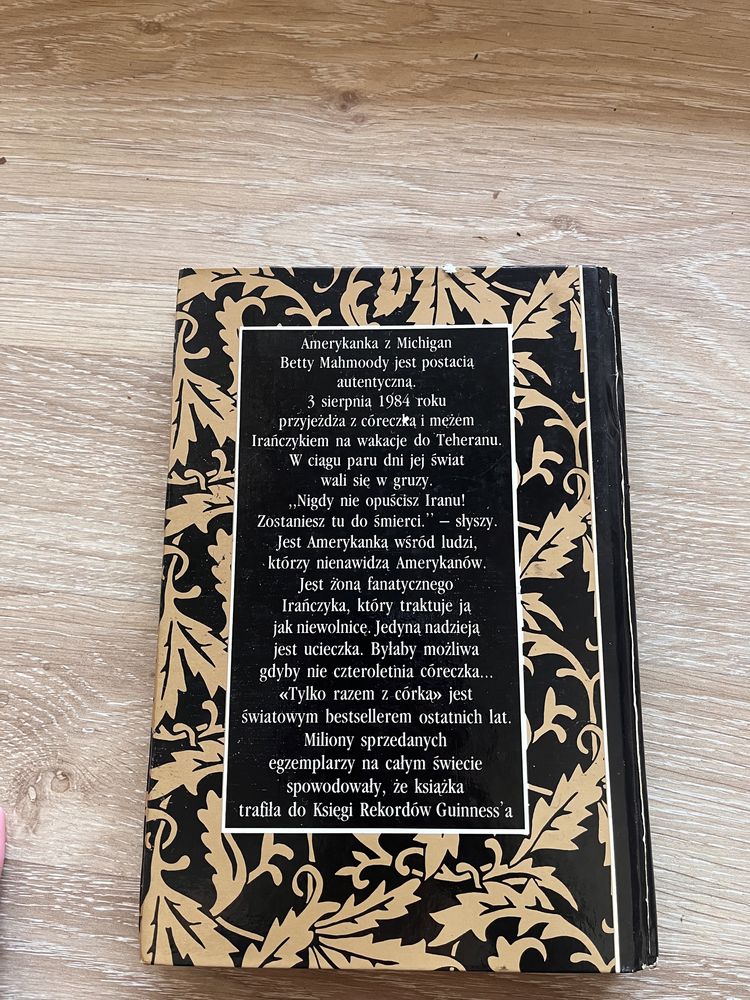 Amerykanka z Michigan
Betty Mahmoody jest postacią
autentyczną.
3 sierpnia 1984 roku
przyjeżdża z córeczką i mężem
Irańczykiem na wakacje do Teheranu.
W ciągu paru dni jej świat
wali się w gruzy.
,,Nigdy nie opuścisz Iranu!
Zostaniesz tu do śmierci.” — słyszy.
Jest Amerykanką wśród ludzi,
którzy nienawidzą Amerykanów.
Jest żoną fanatycznego
Irańczyka, który traktuje ją
jak niewolnicę. Jedyną nadzieją
jest ucieczka. Byłaby możliwa
gdyby nie czteroletnia córeczka...
«Tylko razem z córką» jest
światowym bestsellerem ostatnich lat.
Miliony sprzedanych
egzemplarzy na całym świecie
spowodowały, że książka
trafiła do Księgi Rekordów Guinness'a